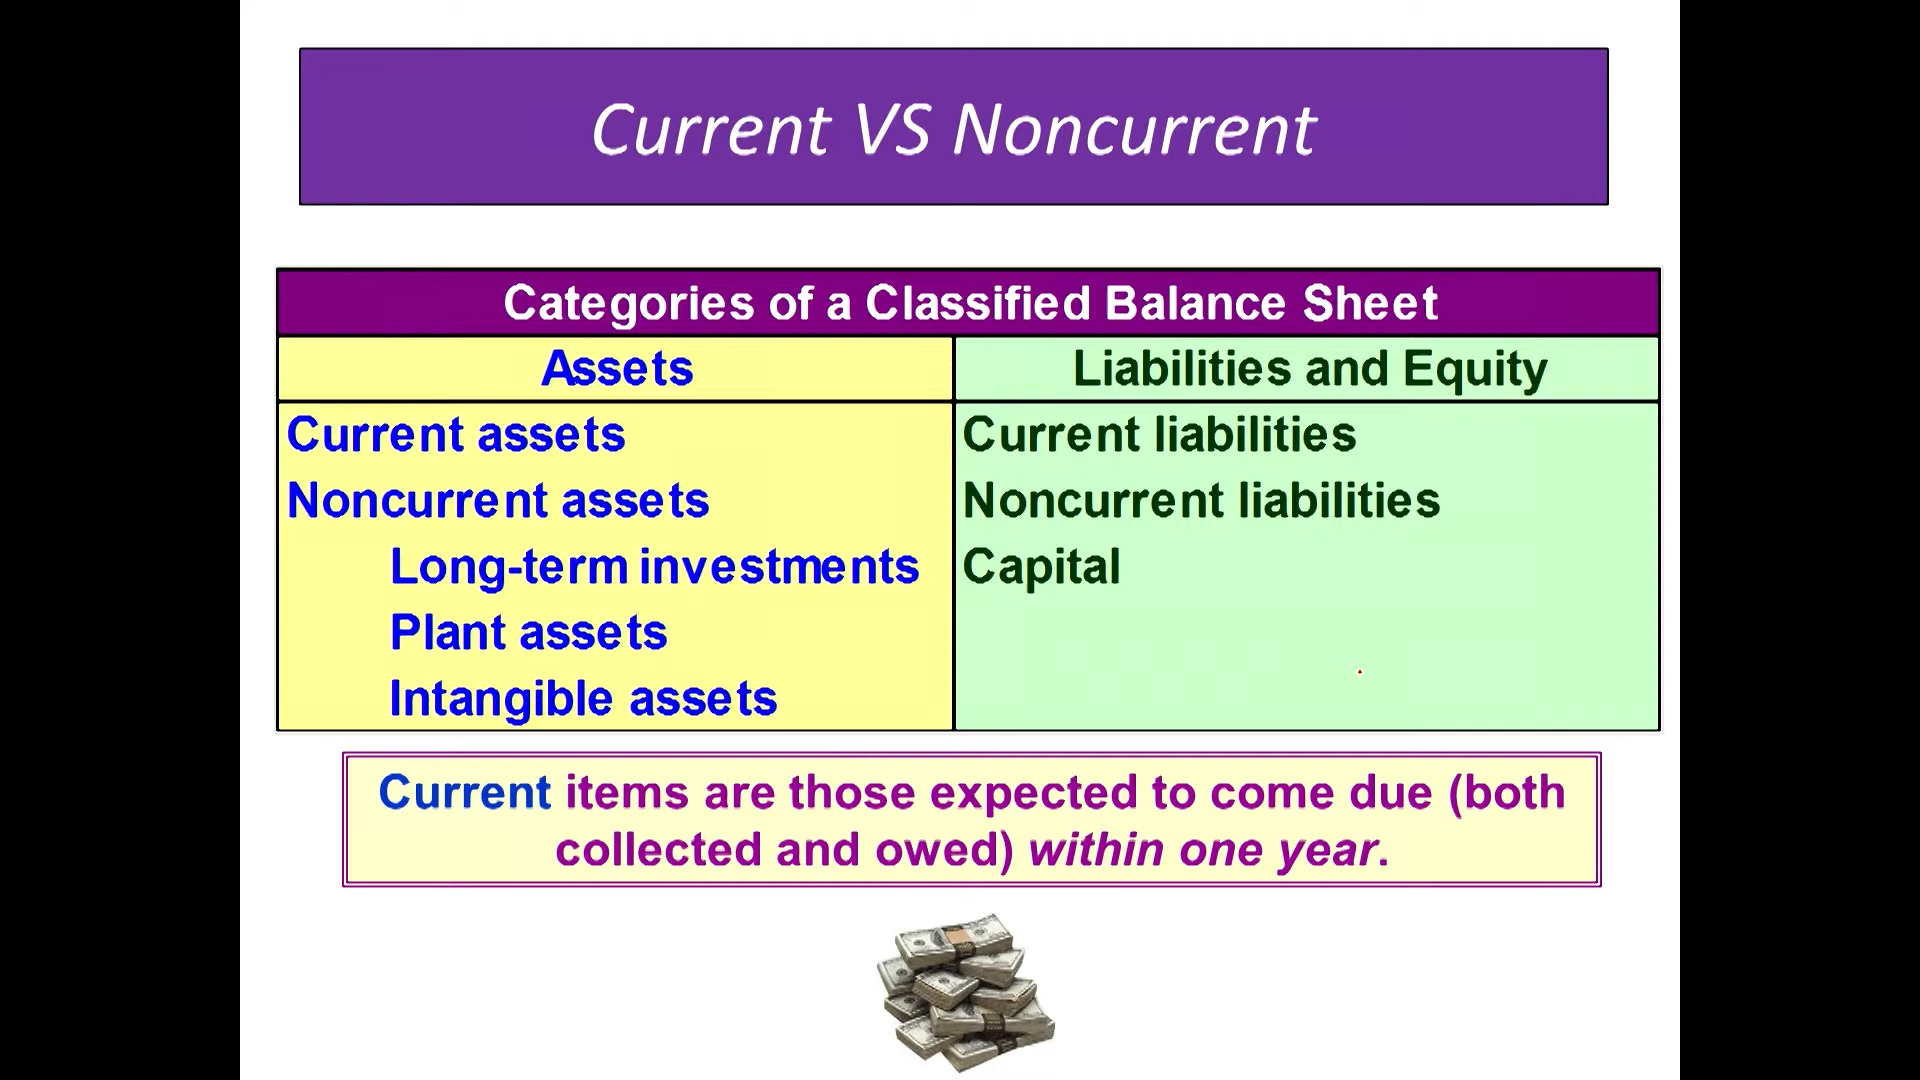 Current VS Noncurrent
Categories of a Classified Balance Sheet
Assets
Liabilities and Equity
Current assets
Noncurrent assets
Long-term investments
Plant assets
Intangible assets
Current liabilities
Noncurrent liabilities
Capital
Current items are those expected to come due (both
collected and owed) within one year.